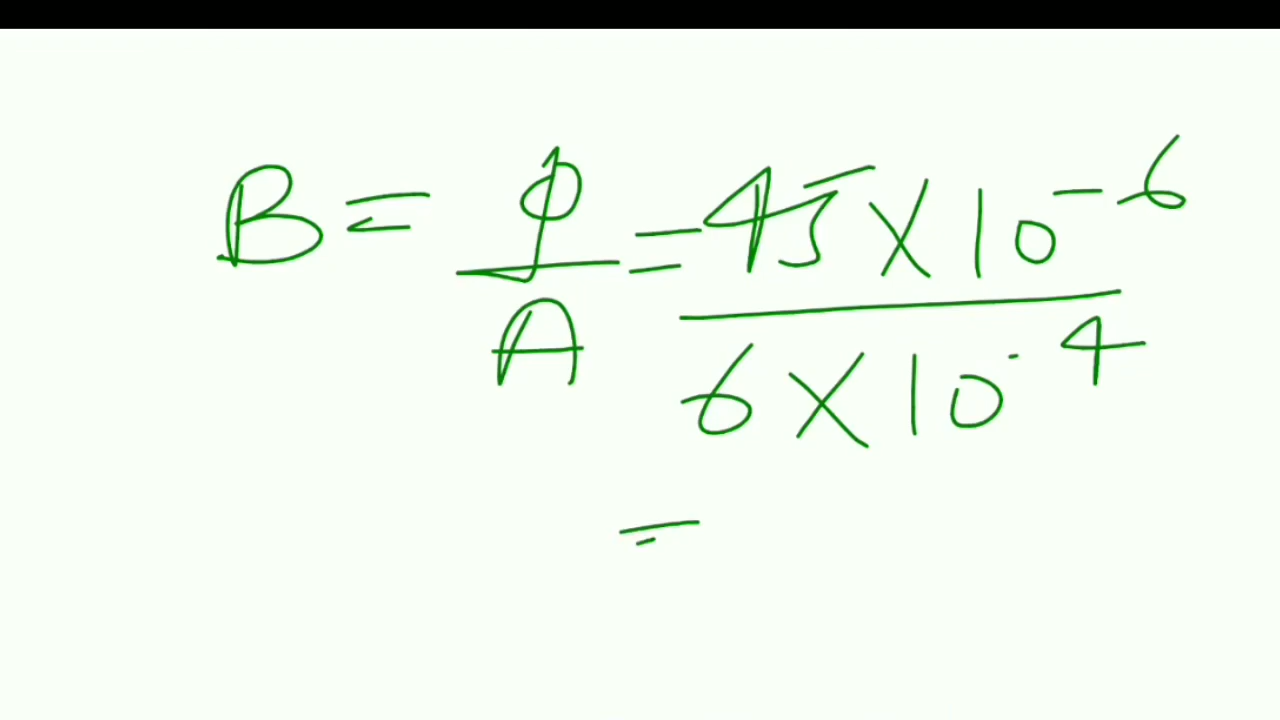 B = φ/A = 45 X 10⁻⁶ / 6 X 10⁻⁴
=